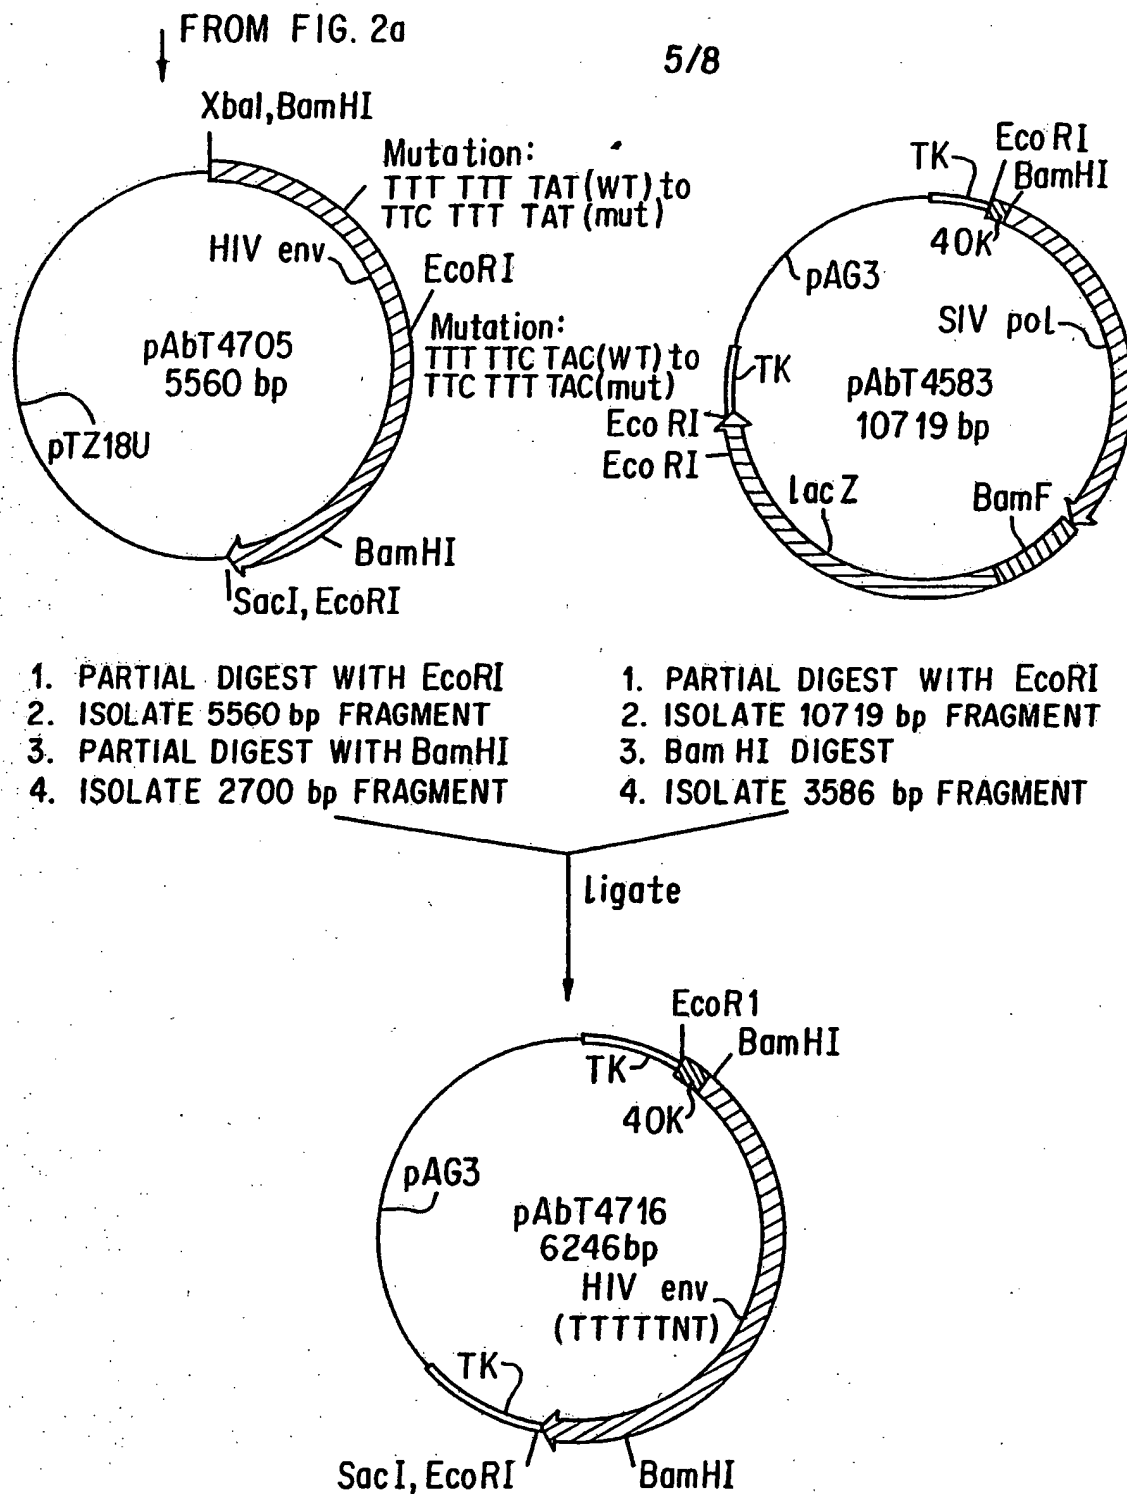 FROM FIG. 2a
5/8
XbaI,BamHI
Mutation:
TTT TTT TAT(WT) to
TTC TTT TAT (mut)
HIV env
EcoRI
Mutation:
TTT TTC TAC(WT) to
TTC TTT TAC(mut)
pAbT4705
5560 bp
pTZ18U
BamHI
SacI, EcoRI
TK
Eco RI
BamHI
40K
pAG3
SIV pol
TK
pAbT4583
10719 bp
Eco RI
Eco RI
lac Z
BamF
1. PARTIAL DIGEST WITH EcoRI
2. ISOLATE 5560 bp FRAGMENT
3. PARTIAL DIGEST WITH BamHI
4. ISOLATE 2700 bp FRAGMENT
1. PARTIAL DIGEST WITH EcoRI
2. ISOLATE 10719 bp FRAGMENT
3. Bam HI DIGEST
4. ISOLATE 3586 bp FRAGMENT
ligate
EcoR1
BamHI
TK
40K
pAG3
pAbT4716
6246bp
HIV env
(TTTTTNT)
TK
SacI, EcoRI
BamHI